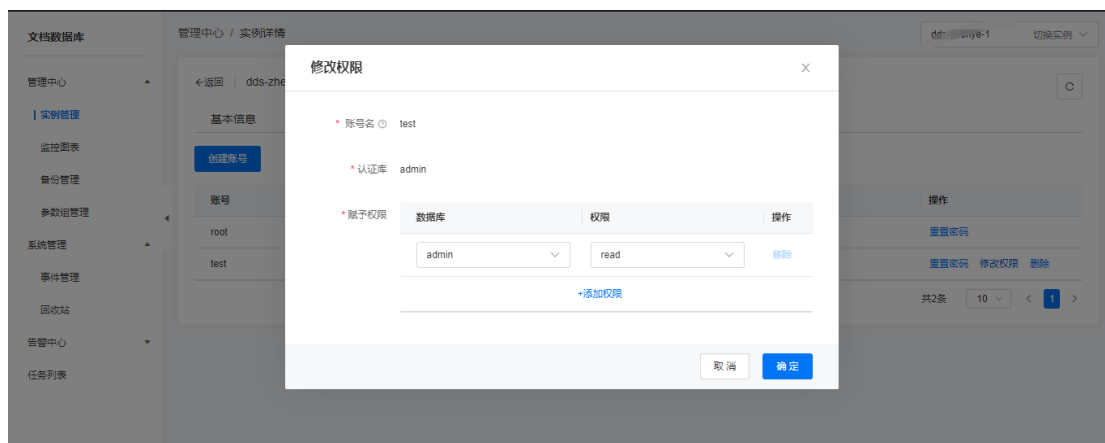 文档数据库
管理中心
实例管理
监控图表
备份管理
参数组管理
系统管理
事件管理
回收站
告警中心
任务列表
管理中心 / 实例详情
切换实例
←返回 | dds-zhe
基本信息
创建账号
账号
操作
root
重置密码
test
重置密码 修改权限 删除
共2条 10 < 1 >
修改权限
* 账号名 test
* 认证库 admin
* 赋予权限
数据库 权限 操作
admin read 移除
+添加权限
取消 确定